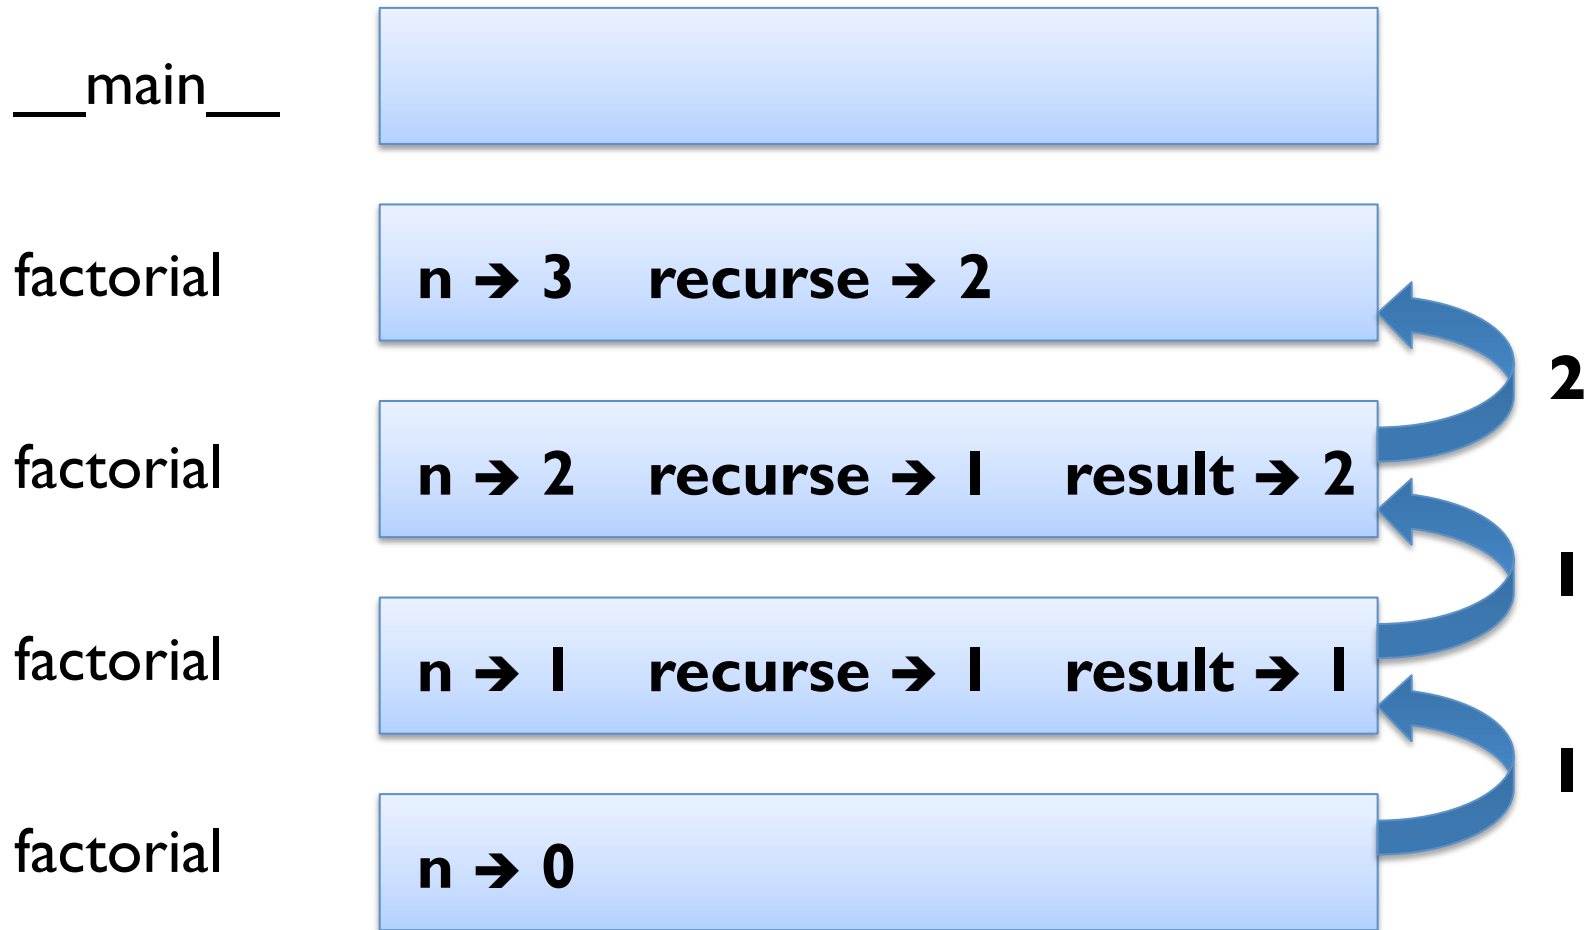 __main__
factorial n ➔ 3 recurse ➔ 2
2
factorial n ➔ 2 recurse ➔ 1 result ➔ 2
1
factorial n ➔ 1 recurse ➔ 1 result ➔ 1
1
factorial n ➔ 0